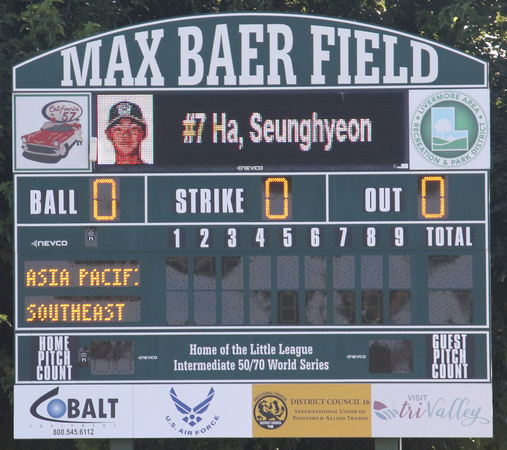 MAX BAER FIELD
California
57
#7 Ha, Seunghyeon
LIVERMORE AREA
RECREATION & PARK DISTRICT
NEVCO
BALL 0 STRIKE 0 OUT 0
NEVCO
1 2 3 4 5 6 7 8 9 TOTAL
ASIA PACIF
SOUTHEAST
HOME PITCH COUNT
NEVCO
Home of the Little League
Intermediate 50/70 World Series
NEVCO
GUEST PITCH COUNT
COBALT
EQUIPMENT
800.545.6112
U.S. AIR FORCE
DISTRICT COUNCIL 16
INTERNATIONAL UNION OF
PAINTERS & ALLIED TRADES
VISIT
triValley